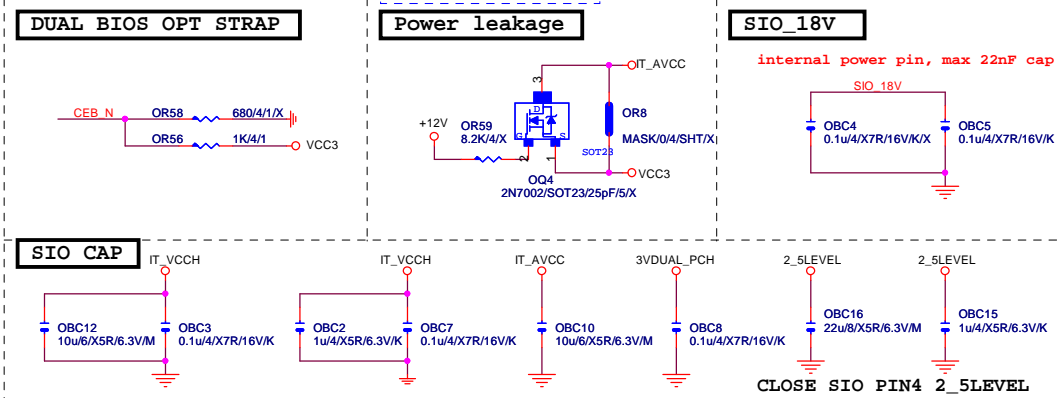 DUAL BIOS OPT STRAP
CEB_N
OR58
680/4/1/X
OR56
1K/4/1
VCC3
Power leakage
IT_AVCC
3
D
G
S
+12V
OR59
8.2K/4/X
2
1
OR8
MASK/0/4/SHT/X
SOT23
VCC3
OQ4
2N7002/SOT23/25pF/5/X
SIO_18V
internal power pin, max 22nF cap
SIO_18V
OBC4
0.1u/4/X7R/16V/K/X
OBC5
0.1u/4/X7R/16V/K
SIO CAP
IT_VCCH
OBC12
10u/6/X5R/6.3V/M
OBC3
0.1u/4/X7R/16V/K
IT_VCCH
OBC2
1u/4/X5R/6.3V/K
OBC7
0.1u/4/X7R/16V/K
IT_AVCC
OBC10
10u/6/X5R/6.3V/M
3VDUAL_PCH
OBC8
0.1u/4/X7R/16V/K
2_5LEVEL
OBC16
22u/8/X5R/6.3V/M
2_5LEVEL
OBC15
1u/4/X5R/6.3V/K
CLOSE SIO PIN4 2_5LEVEL